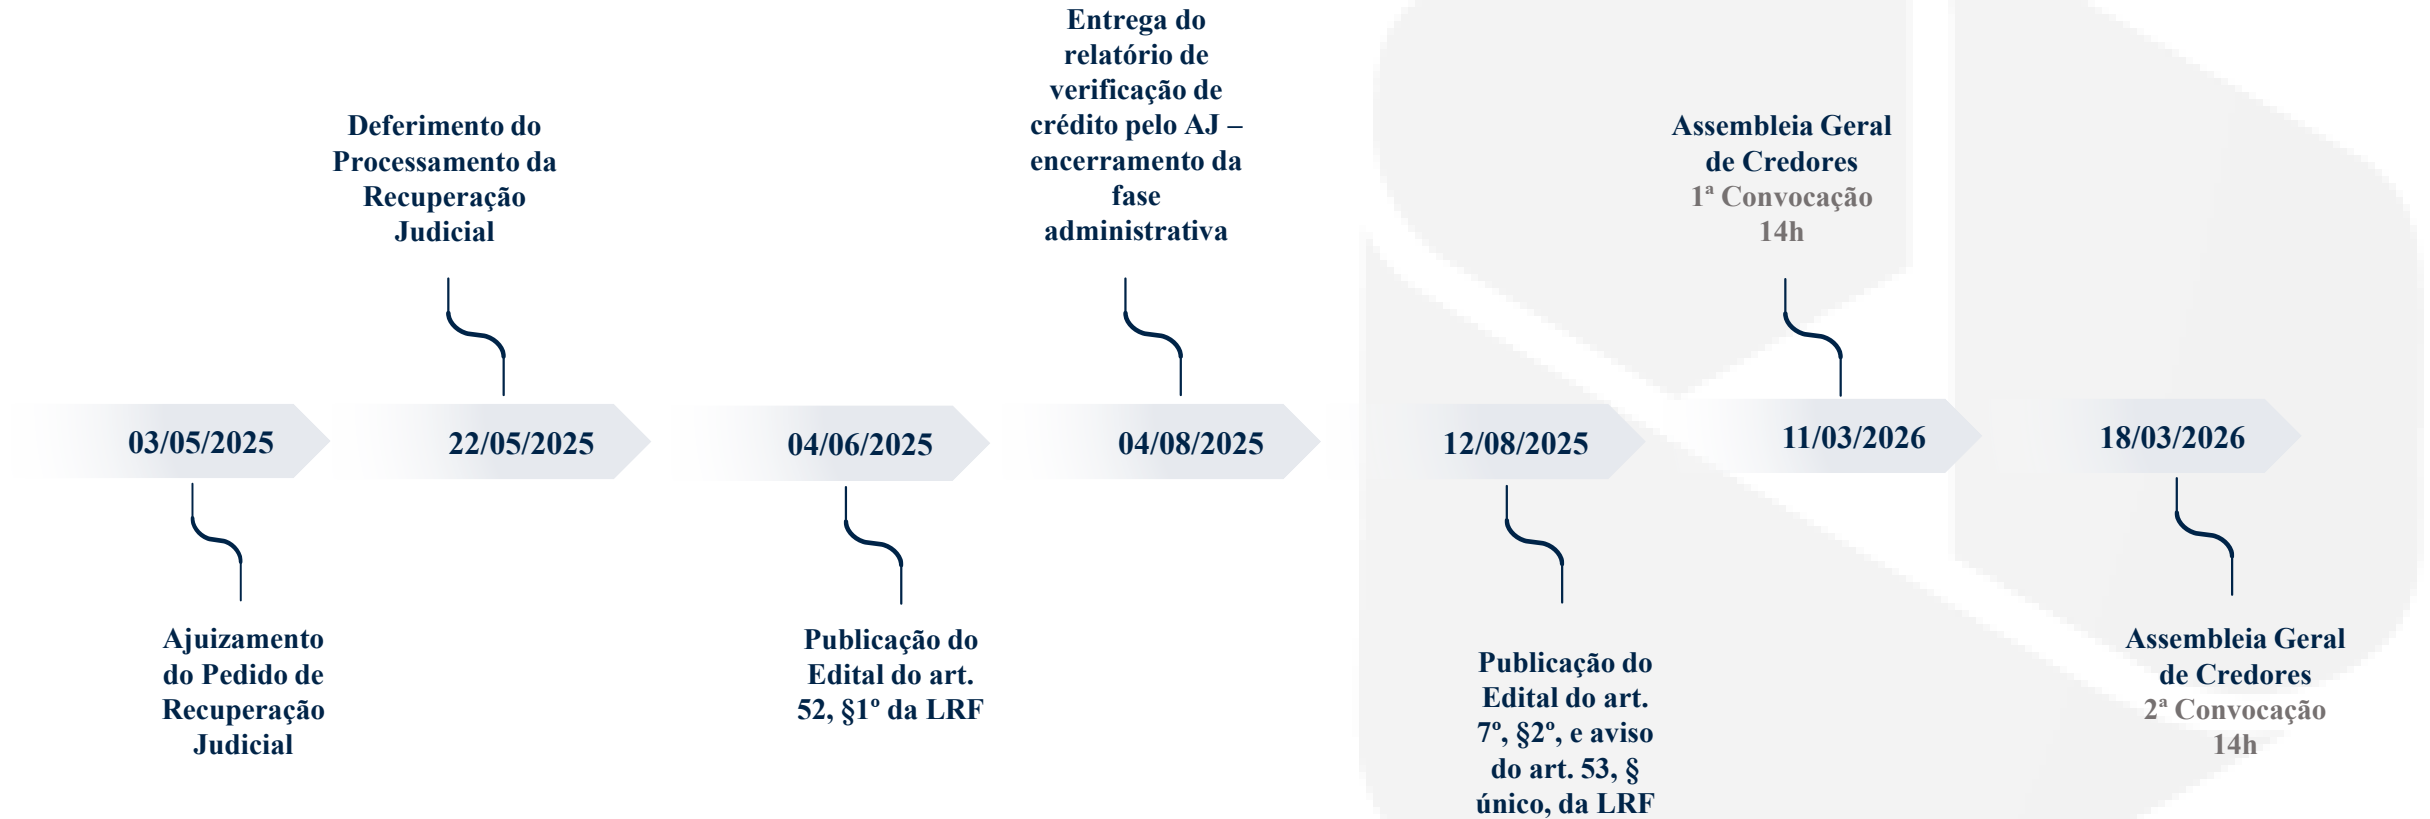 Entrega do
relatório de
verificação de
crédito pelo AJ –
encerramento da
fase
administrativa
Deferimento do
Processamento da
Recuperação
Judicial
Assembleia Geral
de Credores
1ª Convocação
14h
03/05/2025
22/05/2025
04/06/2025
04/08/2025
12/08/2025
11/03/2026
18/03/2026
Ajuizamento
do Pedido de
Recuperação
Judicial
Publicação do
Edital do art.
52, §1º da LRF
Publicação do
Edital do art.
7º, §2º, e aviso
do art. 53, §
único, da LRF
Assembleia Geral
de Credores
2ª Convocação
14h